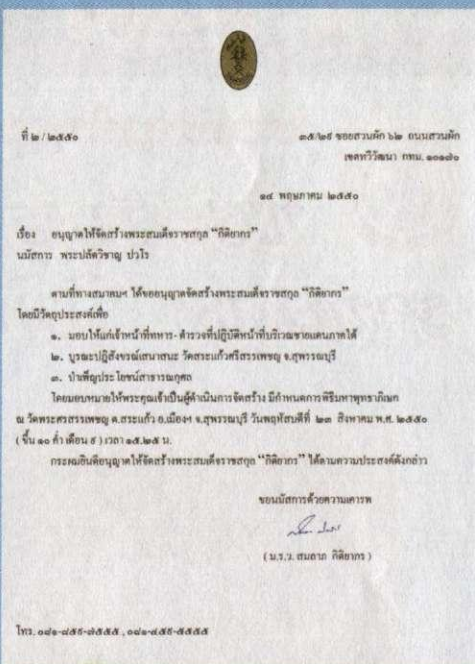 ที่ ๒ / ๒๕๕๐
๓๕/๒๙ ซอยสวนผัก ๖๒ ถนนสวนผัก
เขตทวีวัฒนา กทม. ๑๐๑๗๐
๑๔ พฤษภาคม ๒๕๕๐
เรื่อง อนุญาตให้จัดสร้างพระสมเด็จราชสกุล “กิติยากร”
นมัสการ พระปลัดวิชาญ ปวโร
ตามที่ทางสมาคมฯ ได้ขออนุญาตจัดสร้างพระสมเด็จราชสกุล “กิติยากร”
โดยมีวัตถุประสงค์เพื่อ
๑. มอบให้แก่เจ้าหน้าที่ทหาร- ตำรวจที่ปฏิบัติหน้าที่บริเวณชายแดนภาคใต้
๒. บูรณะปฏิสังขรณ์เสนาสนะ วัดสระแก้วศรีสรรเพชญ จ.สุพรรณบุรี
๓. บำเพ็ญประโยชน์สาธารณกุศล
โดยมอบหมายให้พระคุณเจ้าเป็นผู้ดำเนินการจัดสร้าง มีกำหนดการพิธีมหาพุทธาภิเษก
ณ วัดพระศรสรรเพชญ ต.สระแก้ว อ.เมืองฯ จ.สุพรรณบุรี วันพฤหัสบดีที่ ๒๓ สิงหาคม พ.ศ. ๒๕๕๐
( ขึ้น ๑๐ ค่ำ เดือน ๙ ) เวลา ๑๕.๒๙ น.
กระผมยินดีอนุญาตให้จัดสร้างพระสมเด็จราชสกุล “กิติยากร” ได้ตามความประสงค์ดังกล่าว
ขอนมัสการด้วยความเคารพ
( ม.ร.ว. สมลาภ กิติยากร )
โทร. ๐๘๑-๘๕๙-๗๕๕๕ , ๐๘๑-๔๕๙-๕๕๕๕